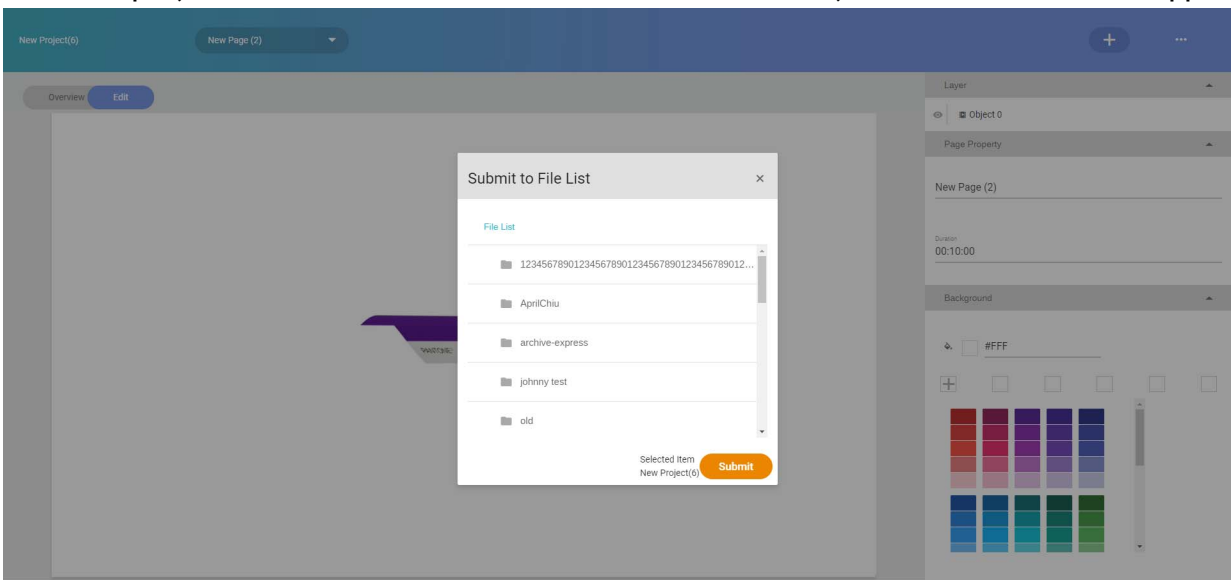 New Project(6)
New Page (2)
Overview
Edit
Layer
Object 0
Page Property
New Page (2)
Duration
00:10:00
Background
#FFF
Submit to File List
×
File List
1234567890123456789012345678901234567890​12...
AprilChiu
archive-express
johnny test
old
Selected Item
New Project(6)
Submit